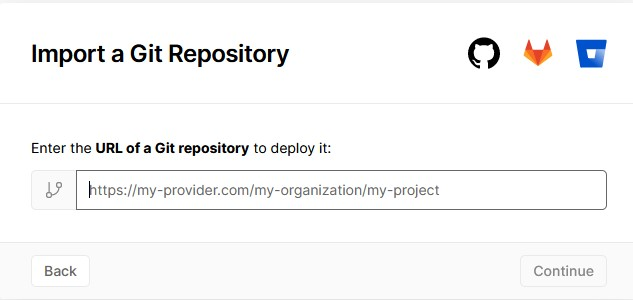 Import a Git Repository
Enter the URL of a Git repository to deploy it:
https://my-provider.com/my-organization/my-project
Back
Continue